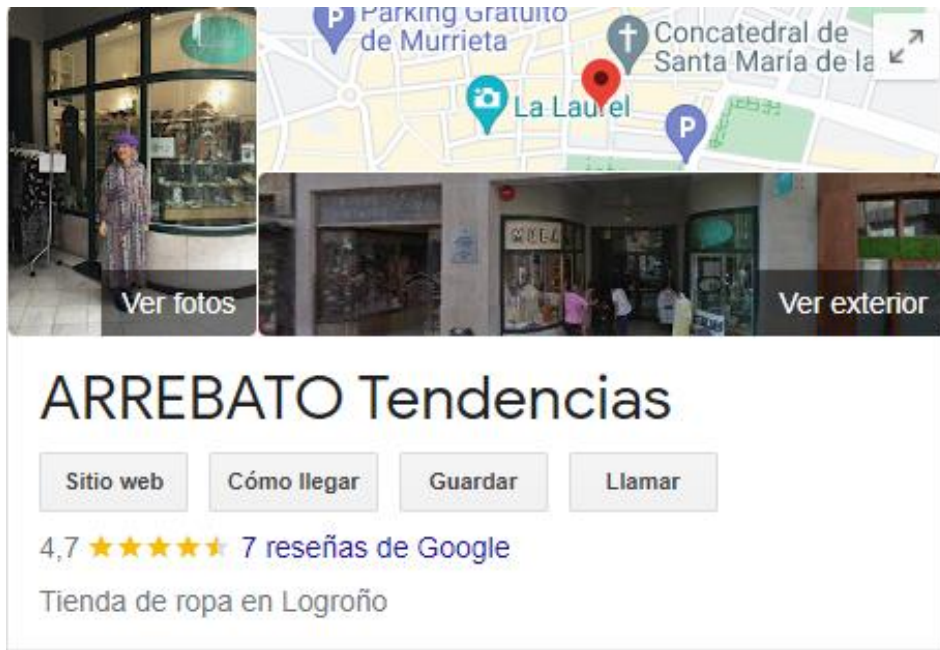 Parking Gratuito
de Murrieta
Concatedral de
Santa María de la
La Laurel
P
P
Ver fotos
MULA
Ver exterior
ARREBATO Tendencias
Sitio web
Cómo llegar
Guardar
Llamar
4,7 7 reseñas de Google
Tienda de ropa en Logroño